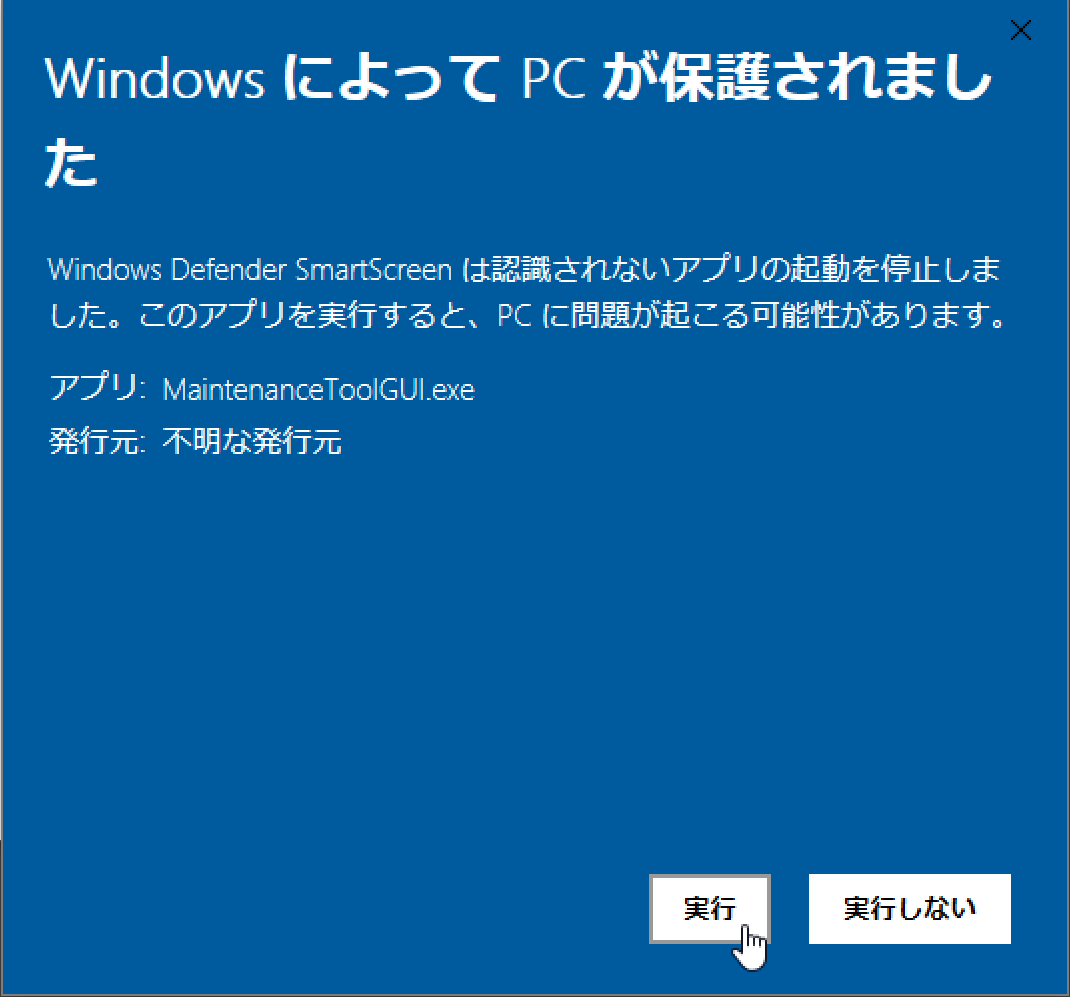 Windows によって PC が保護されまし
た
Windows Defender SmartScreen は認識されないアプリの起動を停止しま
した。このアプリを実行すると、PC に問題が起こる可能性があります。
アプリ: MaintenanceToolGUI.exe
発行元: 不明な発行元
実行
実行しない